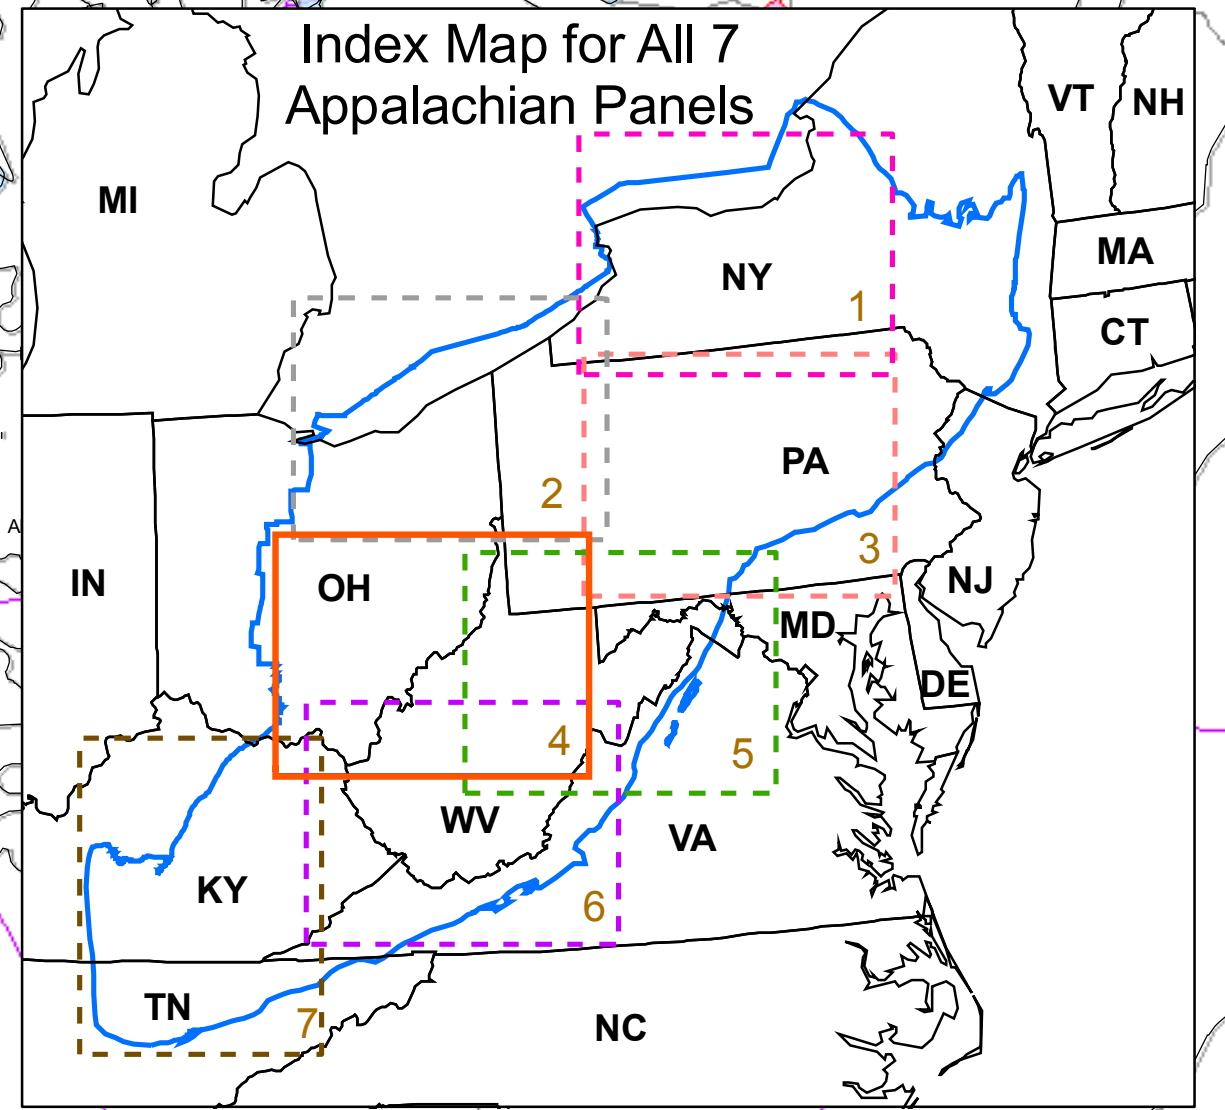 Index Map for All 7
Appalachian Panels
VT
NH
MI
MA
NY
1
CT
PA
2
A
3
IN
OH
NJ
MD
DE
4
5
WV
VA
KY
6
TN
7
NC